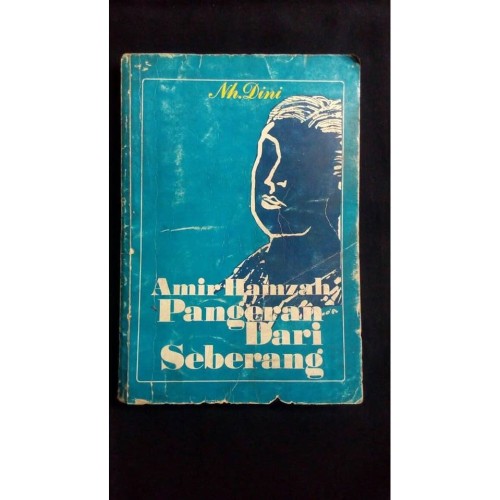 Nh. Dini
Amir Hamzah,
Pangeran
Dari
Seberang